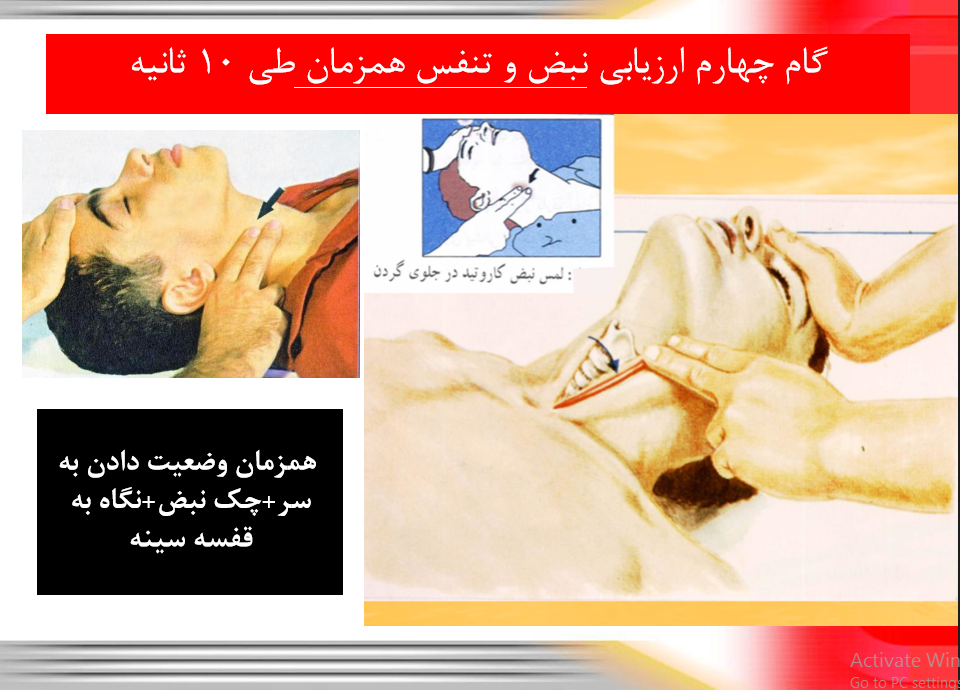 گام چهارم ارزیابی نبض و تنفس همزمان طی ۱۰ ثانیه
: لمس نبض کاروتید در جلوی گردن
همزمان وضعیت دادن به
سر+چک نبض+نگاه به
قفسه سینه
Activate Win
Go to PC settings